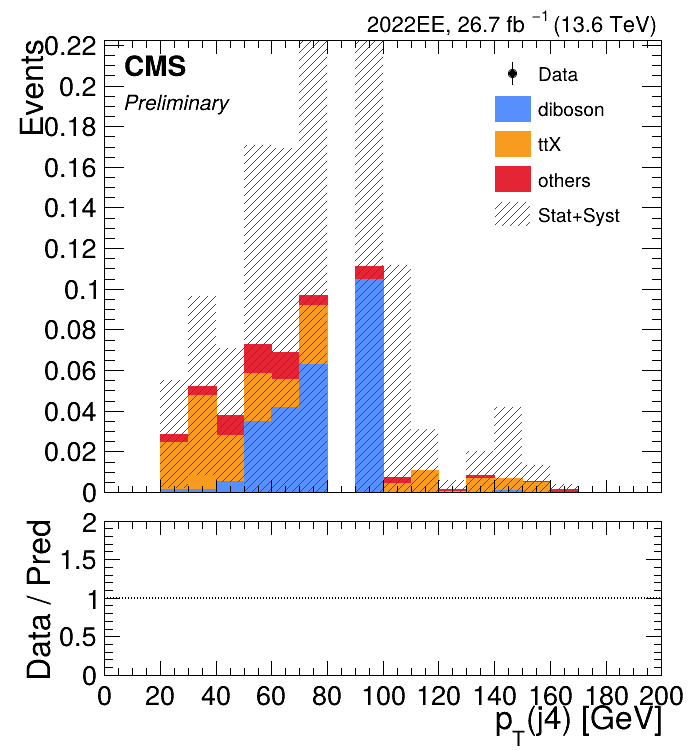 2022EE, 26.7 fb⁻¹ (13.6 TeV)
Events
CMS
Preliminary
Data
diboson
ttX
others
Stat+Syst
0.22
0.2
0.18
0.16
0.14
0.12
0.1
0.08
0.06
0.04
0.02
0
Data / Pred
2
1.5
1
0.5
0
0 20 40 60 80 100 120 140 160 180 200
p_T(j4) [GeV]